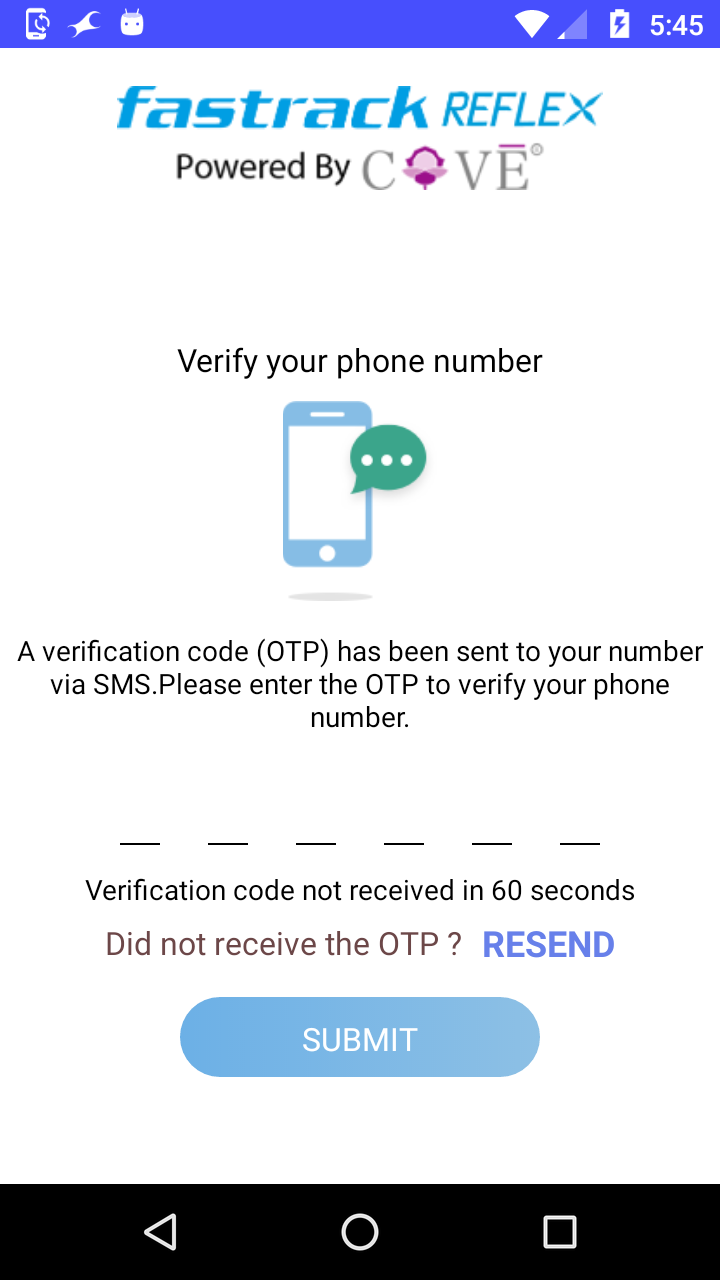 5:45
fastrack REFLEX
Powered By COVE®
Verify your phone number
A verification code (OTP) has been sent to your number
via SMS.Please enter the OTP to verify your phone
number.
Verification code not received in 60 seconds
Did not receive the OTP ? RESEND
SUBMIT